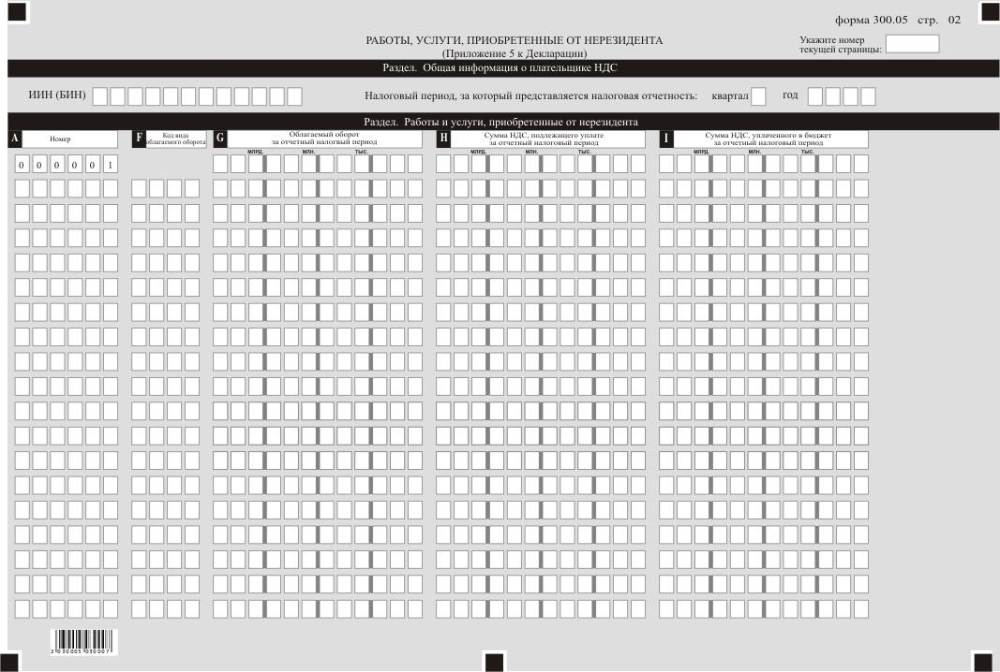 форма 300.05 стр. 02
РАБОТЫ, УСЛУГИ, ПРИОБРЕТЕННЫЕ ОТ НЕРЕЗИДЕНТА
(Приложение 5 к Декларации)
Укажите номер
текущей страницы:
Раздел. Общая информация о плательщике НДС
ИИН (БИН)
Налоговый период, за который представляется налоговая отчетность: квартал год
Раздел. Работы и услуги, приобретенные от нерезидента
A Номер
F Код вида
облагаемого оборота
G Облагаемый оборот
за отчетный налоговый период
H Сумма НДС, подлежащего уплате
за отчетный налоговый период
I Сумма НДС, уплаченного в бюджет
за отчетный налоговый период
МЛРД. МЛН. ТЫС. МЛРД. МЛН. ТЫС. МЛРД. МЛН. ТЫС.
0 0 0 0 0 1
2 030005 030007